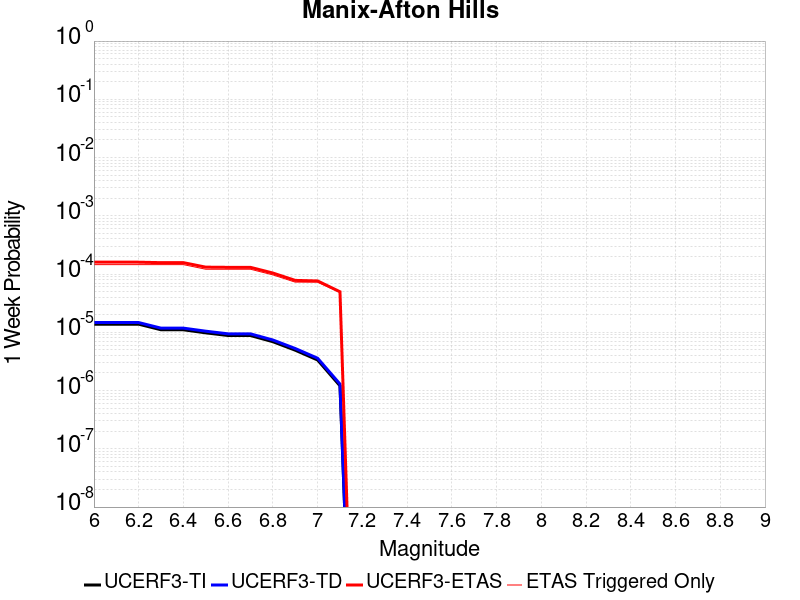 Manix-Afton Hills
10^0
10^-1
10^-2
10^-3
10^-4
10^-5
10^-6
10^-7
10^-8
1 Week Probability
6 6.2 6.4 6.6 6.8 7 7.2 7.4 7.6 7.8 8 8.2 8.4 8.6 8.8 9
Magnitude
UCERF3-TI UCERF3-TD UCERF3-ETAS ETAS Triggered Only